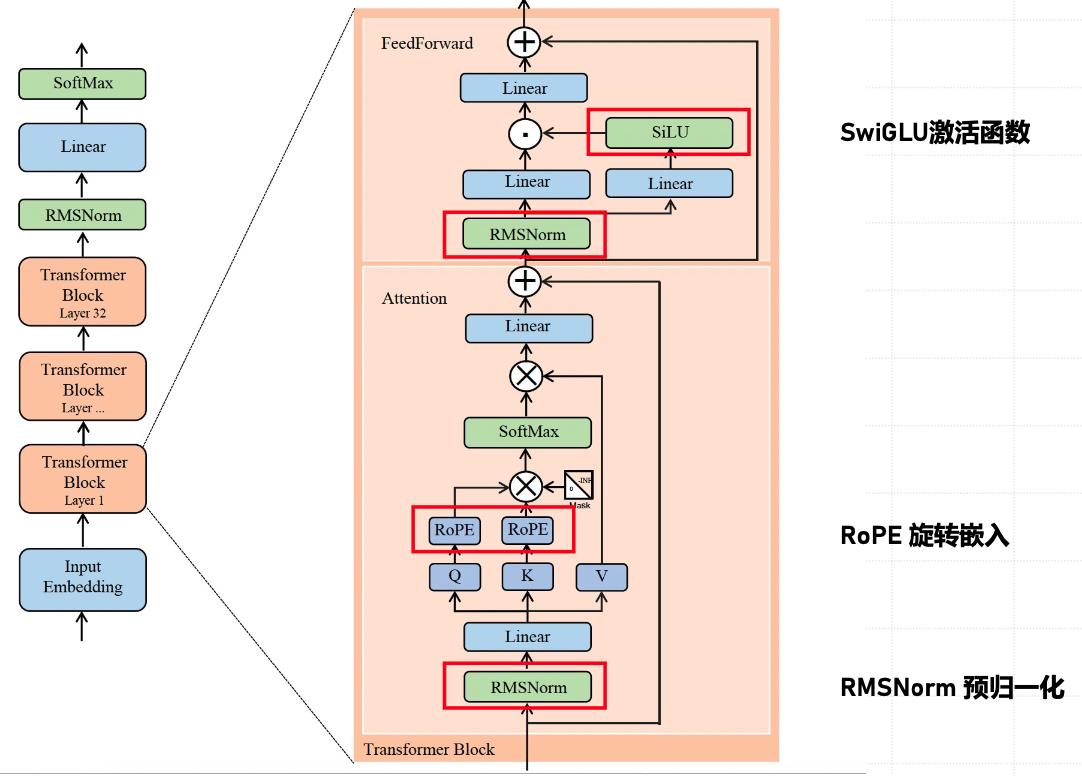 SoftMax
Linear
RMSNorm
Transformer
Block
Layer 32
Transformer
Block
Layer ...
Transformer
Block
Layer 1
Input
Embedding
FeedForward
Linear
SiLU
Linear
Linear
RMSNorm
Attention
Linear
SoftMax
-INF
0
Mask
RoPE
RoPE
Q
K
V
Linear
RMSNorm
Transformer Block
SwiGLU激活函数
RoPE 旋转嵌入
RMSNorm 预归一化